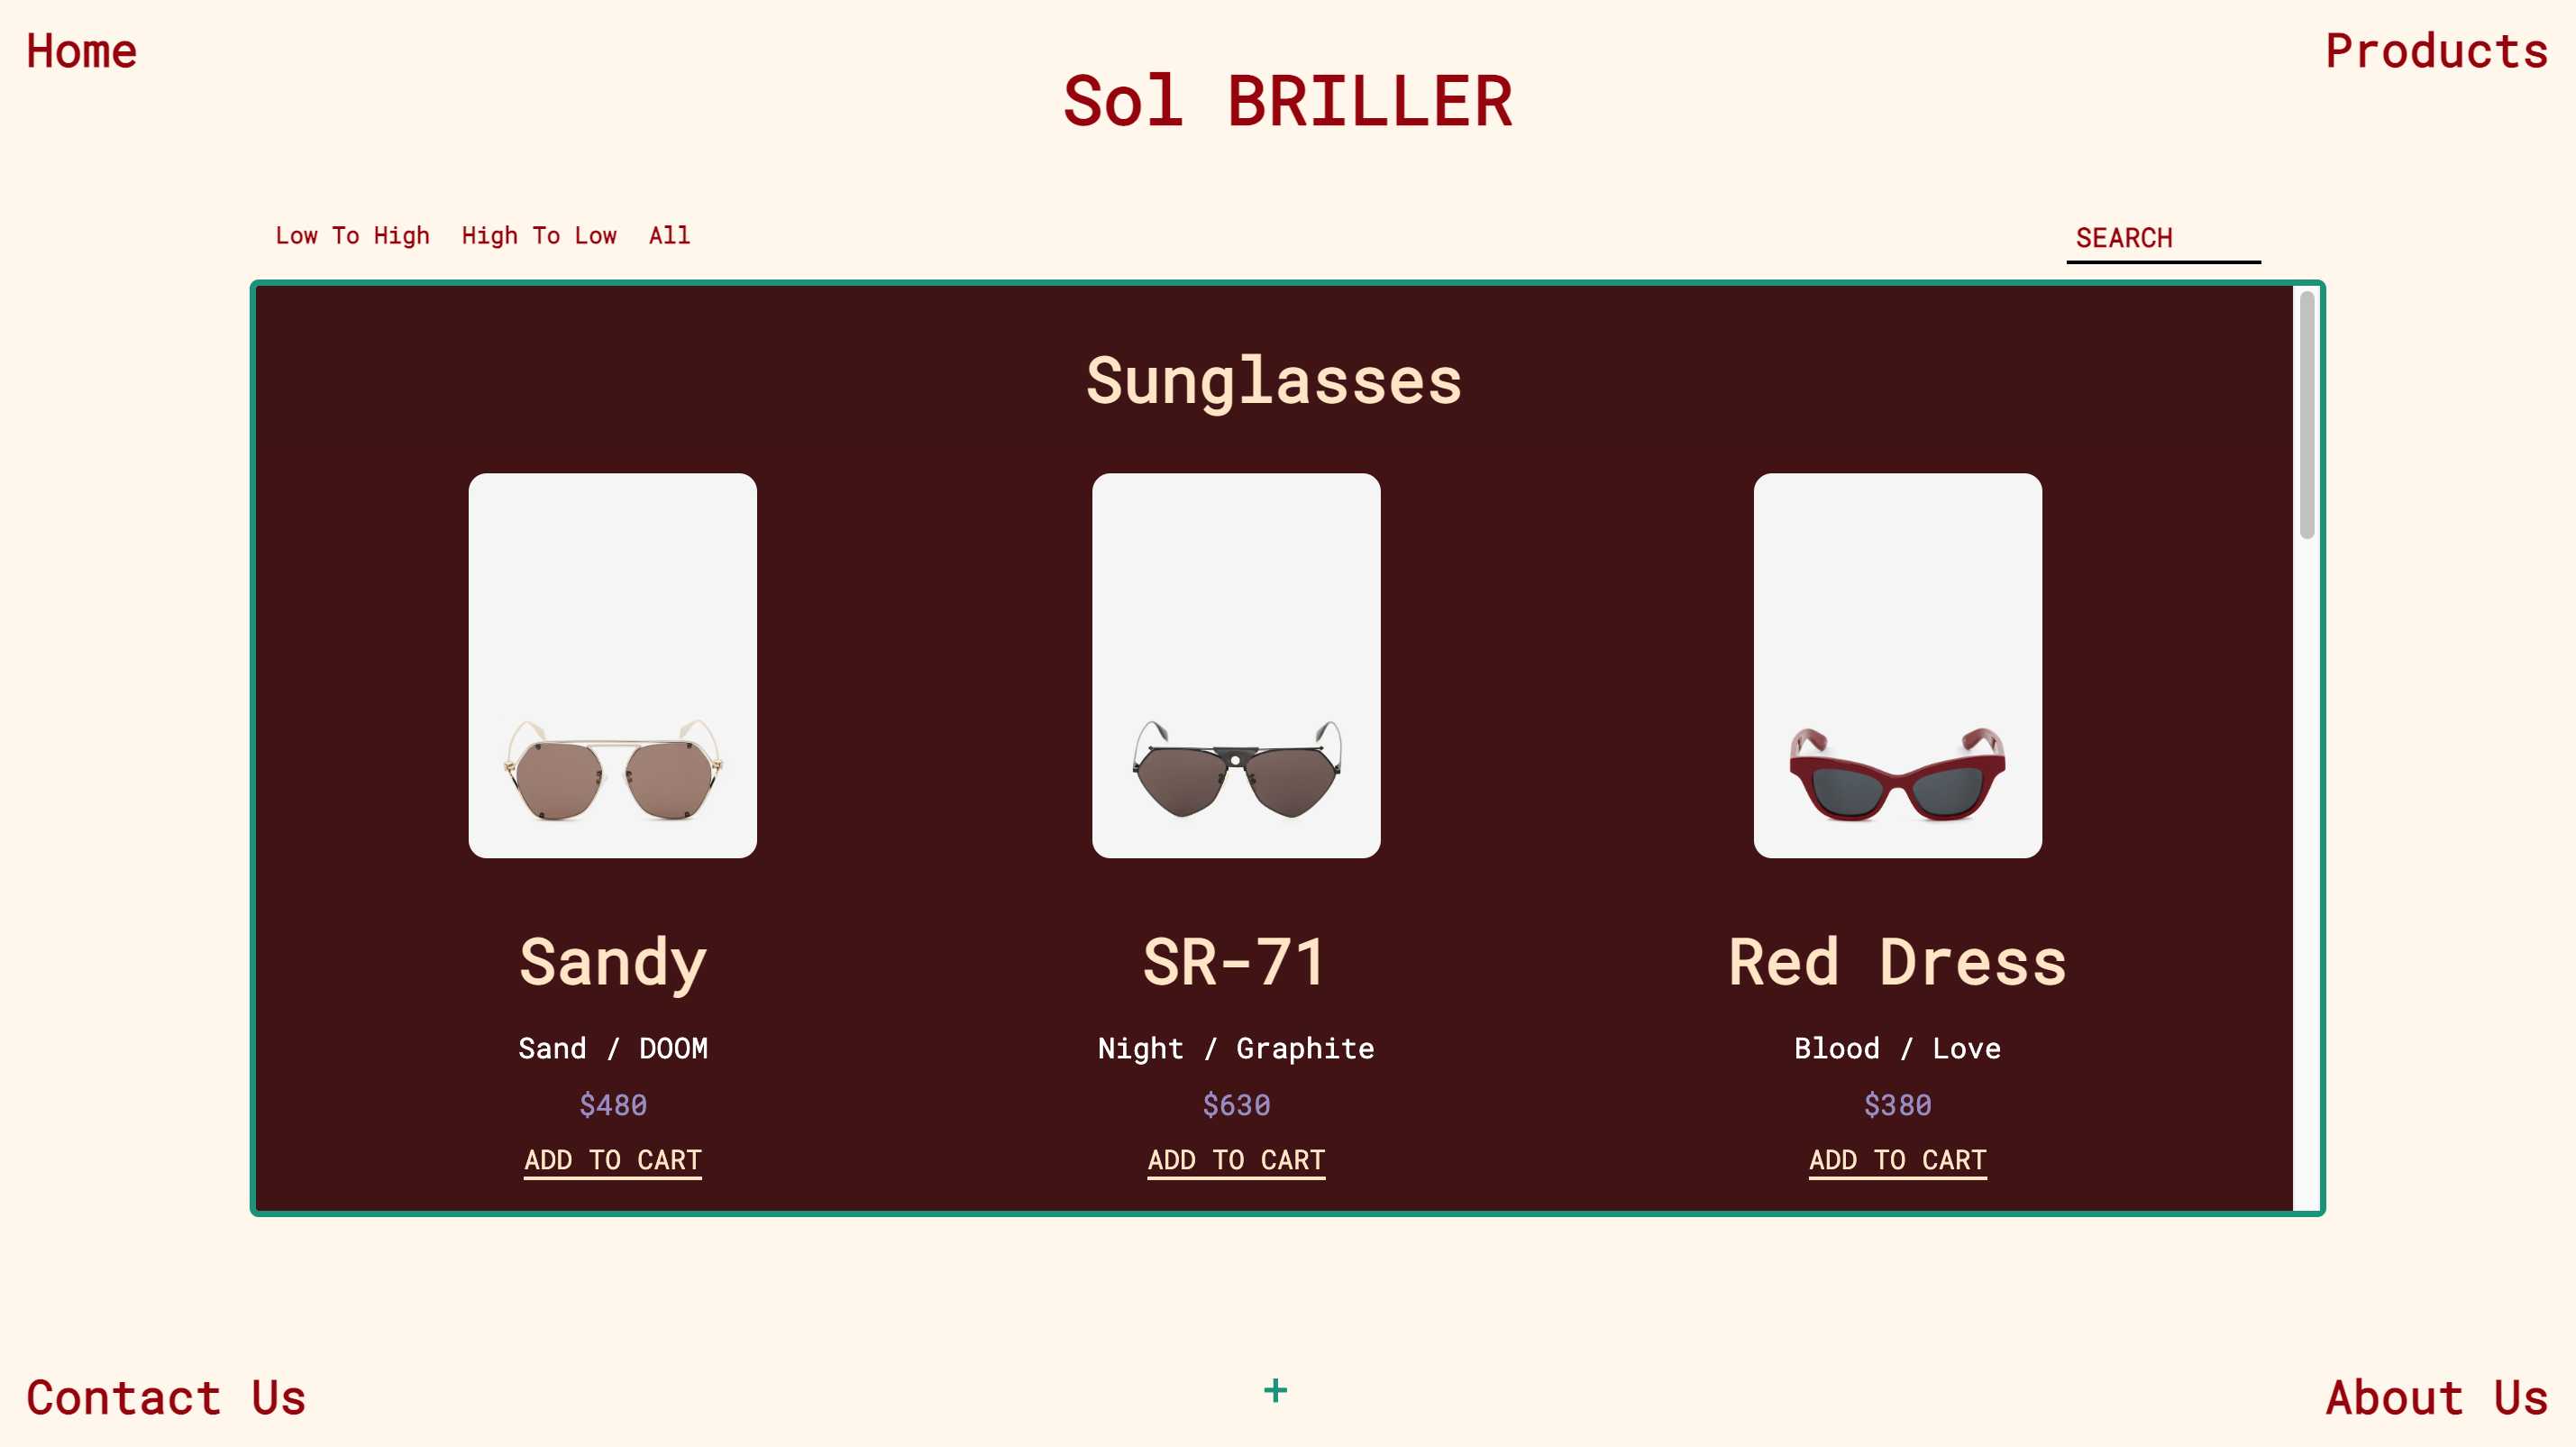 Home
Products
Sol BRILLER
Low To High High To Low All
SEARCH
Sunglasses
Sandy
Sand / DOOM
$480
ADD TO CART
SR-71
Night / Graphite
$630
ADD TO CART
Red Dress
Blood / Love
$380
ADD TO CART
Contact Us
+
About Us